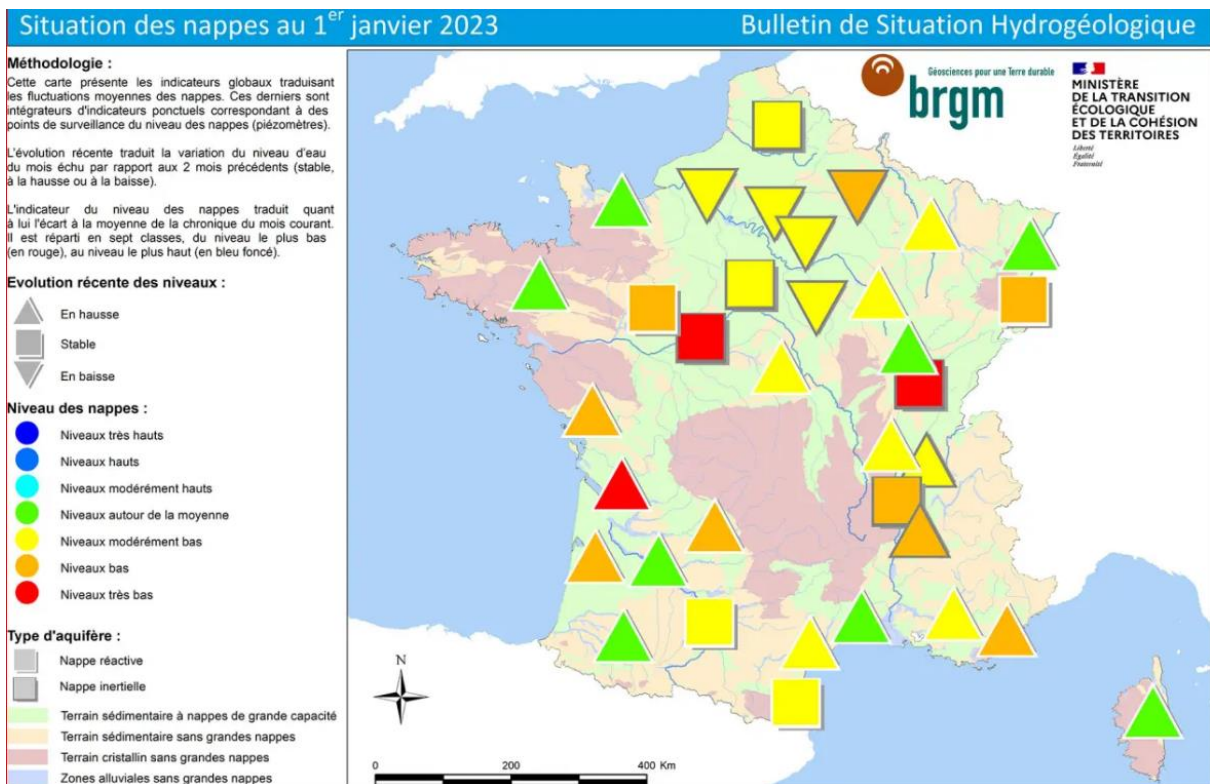 Situation des nappes au 1er janvier 2023
Bulletin de Situation Hydrogéologique
Méthodologie :
Cette carte présente les indicateurs globaux traduisant
les fluctuations moyennes des nappes. Ces derniers sont
intégrateurs d'indicateurs ponctuels correspondant à des
points de surveillance du niveau des nappes (piézomètres).
L'évolution récente traduit la variation du niveau d'eau
du mois échu par rapport aux 2 mois précédents (stable,
à la hausse ou à la baisse).
L'indicateur du niveau des nappes traduit quant
à lui l'écart à la moyenne de la chronique du mois courant.
Il est réparti en sept classes, du niveau le plus bas
(en rouge), au niveau le plus haut (en bleu foncé).
Evolution récente des niveaux :
En hausse
Stable
En baisse
Niveau des nappes :
Niveaux très hauts
Niveaux hauts
Niveaux modérément hauts
Niveaux autour de la moyenne
Niveaux modérément bas
Niveaux bas
Niveaux très bas
Type d'aquifère :
Nappe réactive
Nappe inertielle
Terrain sédimentaire à nappes de grande capacité
Terrain sédimentaire sans grandes nappes
Terrain cristallin sans grandes nappes
Zones alluviales sans grandes nappes
Géosciences pour une Terre durable
brgm
MINISTÈRE
DE LA TRANSITION
ÉCOLOGIQUE
ET DE LA COHÉSION
DES TERRITOIRES
Liberté
Égalité
Fraternité
N
0 200 400 Km